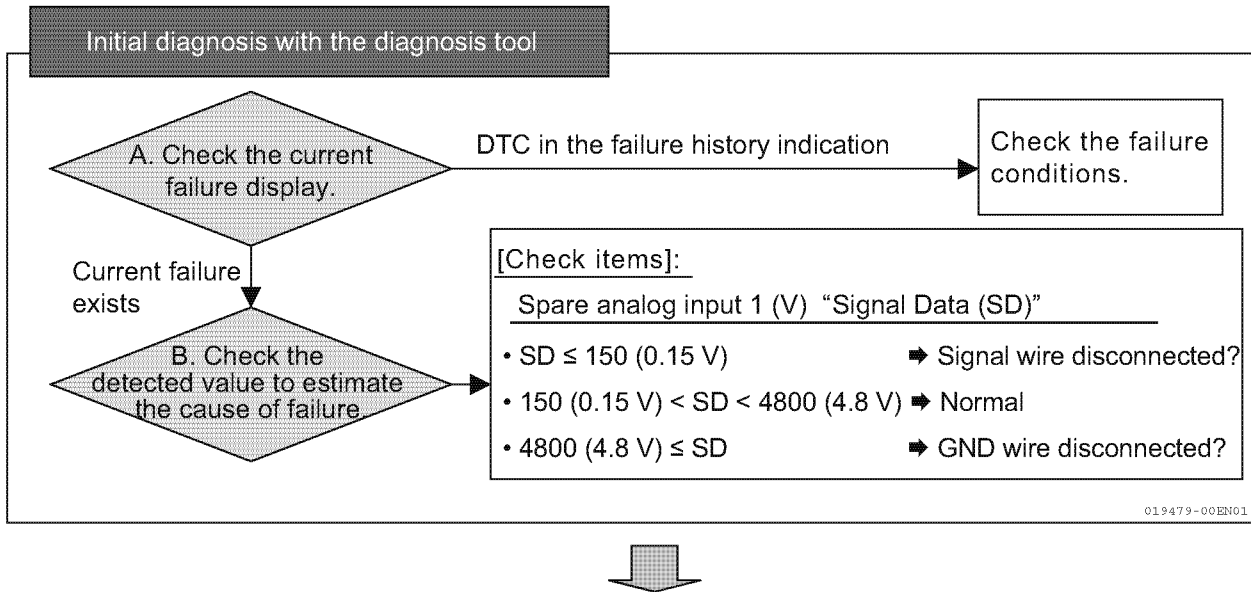 Initial diagnosis with the diagnosis tool
A. Check the current
failure display.
DTC in the failure history indication
Check the failure
conditions.
Current failure
exists
B. Check the
detected value to estimate
the cause of failure.
[Check items]:
Spare analog input 1 (V) “Signal Data (SD)”
• SD ≤ 150 (0.15 V) ➡ Signal wire disconnected?
• 150 (0.15 V) < SD < 4800 (4.8 V) ➡ Normal
• 4800 (4.8 V) ≤ SD ➡ GND wire disconnected?
019479-00EN01